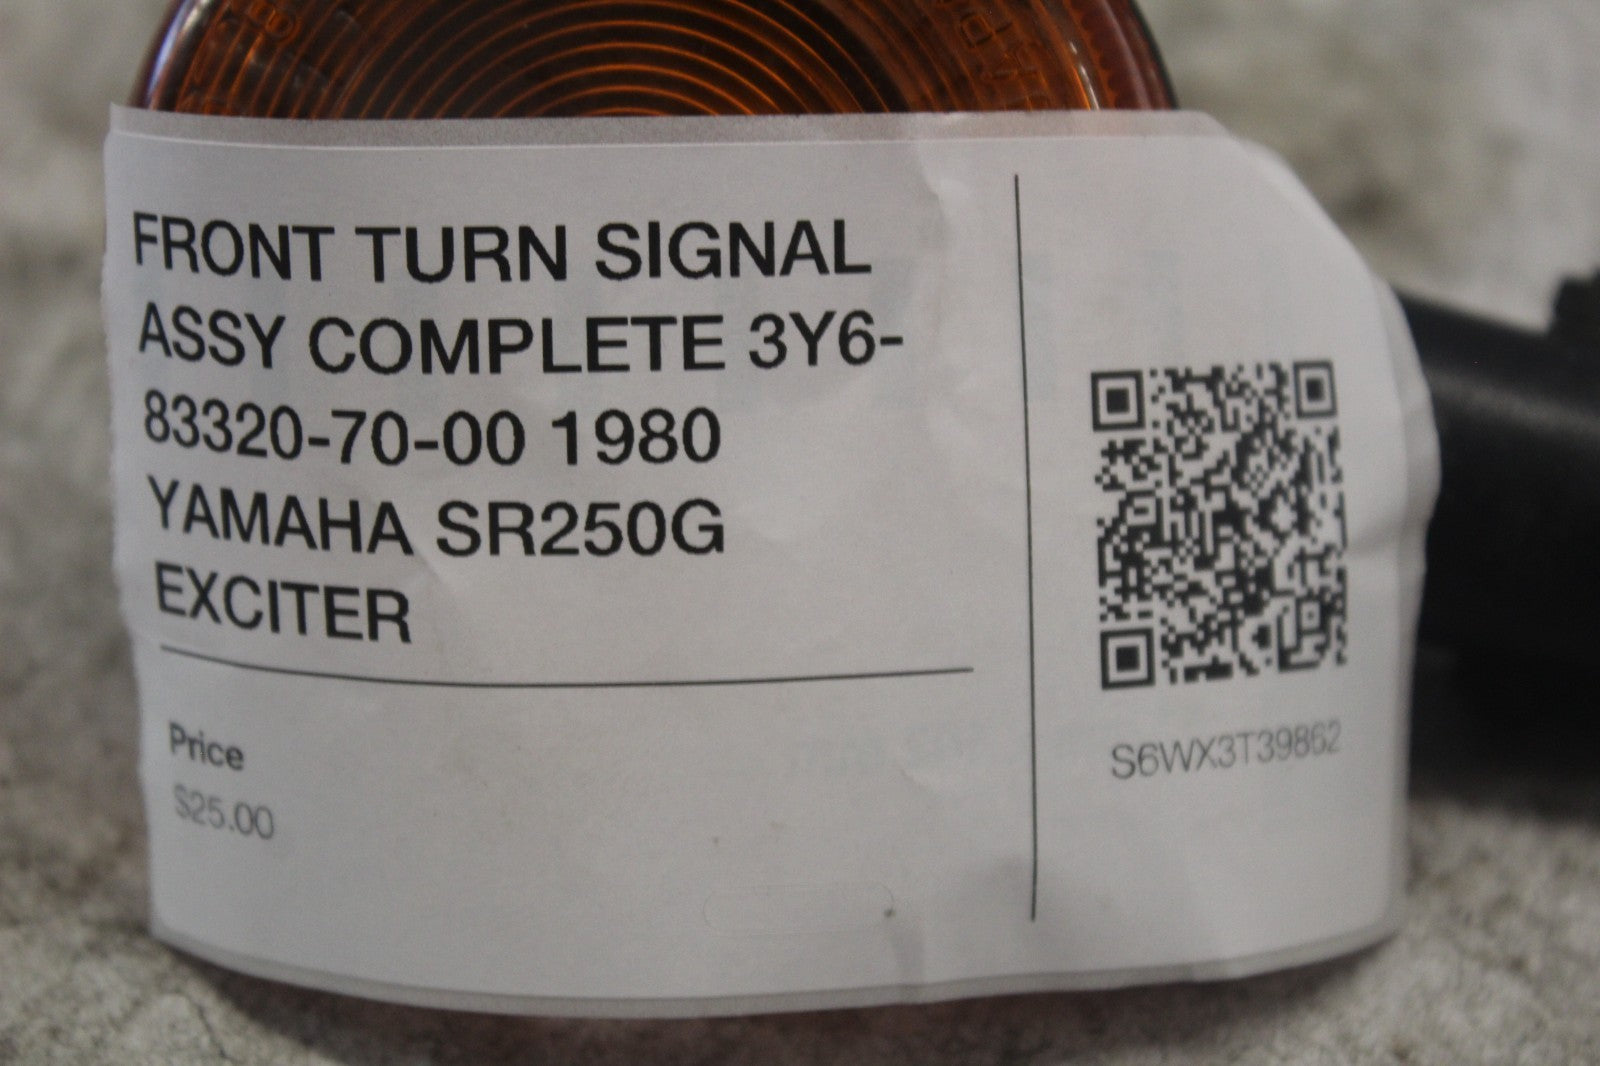 FRONT TURN SIGNAL
ASSY COMPLETE 3Y6-
83320-70-00 1980
YAMAHA SR250G
EXCITER
Price
$25.00
S6WX3T39862